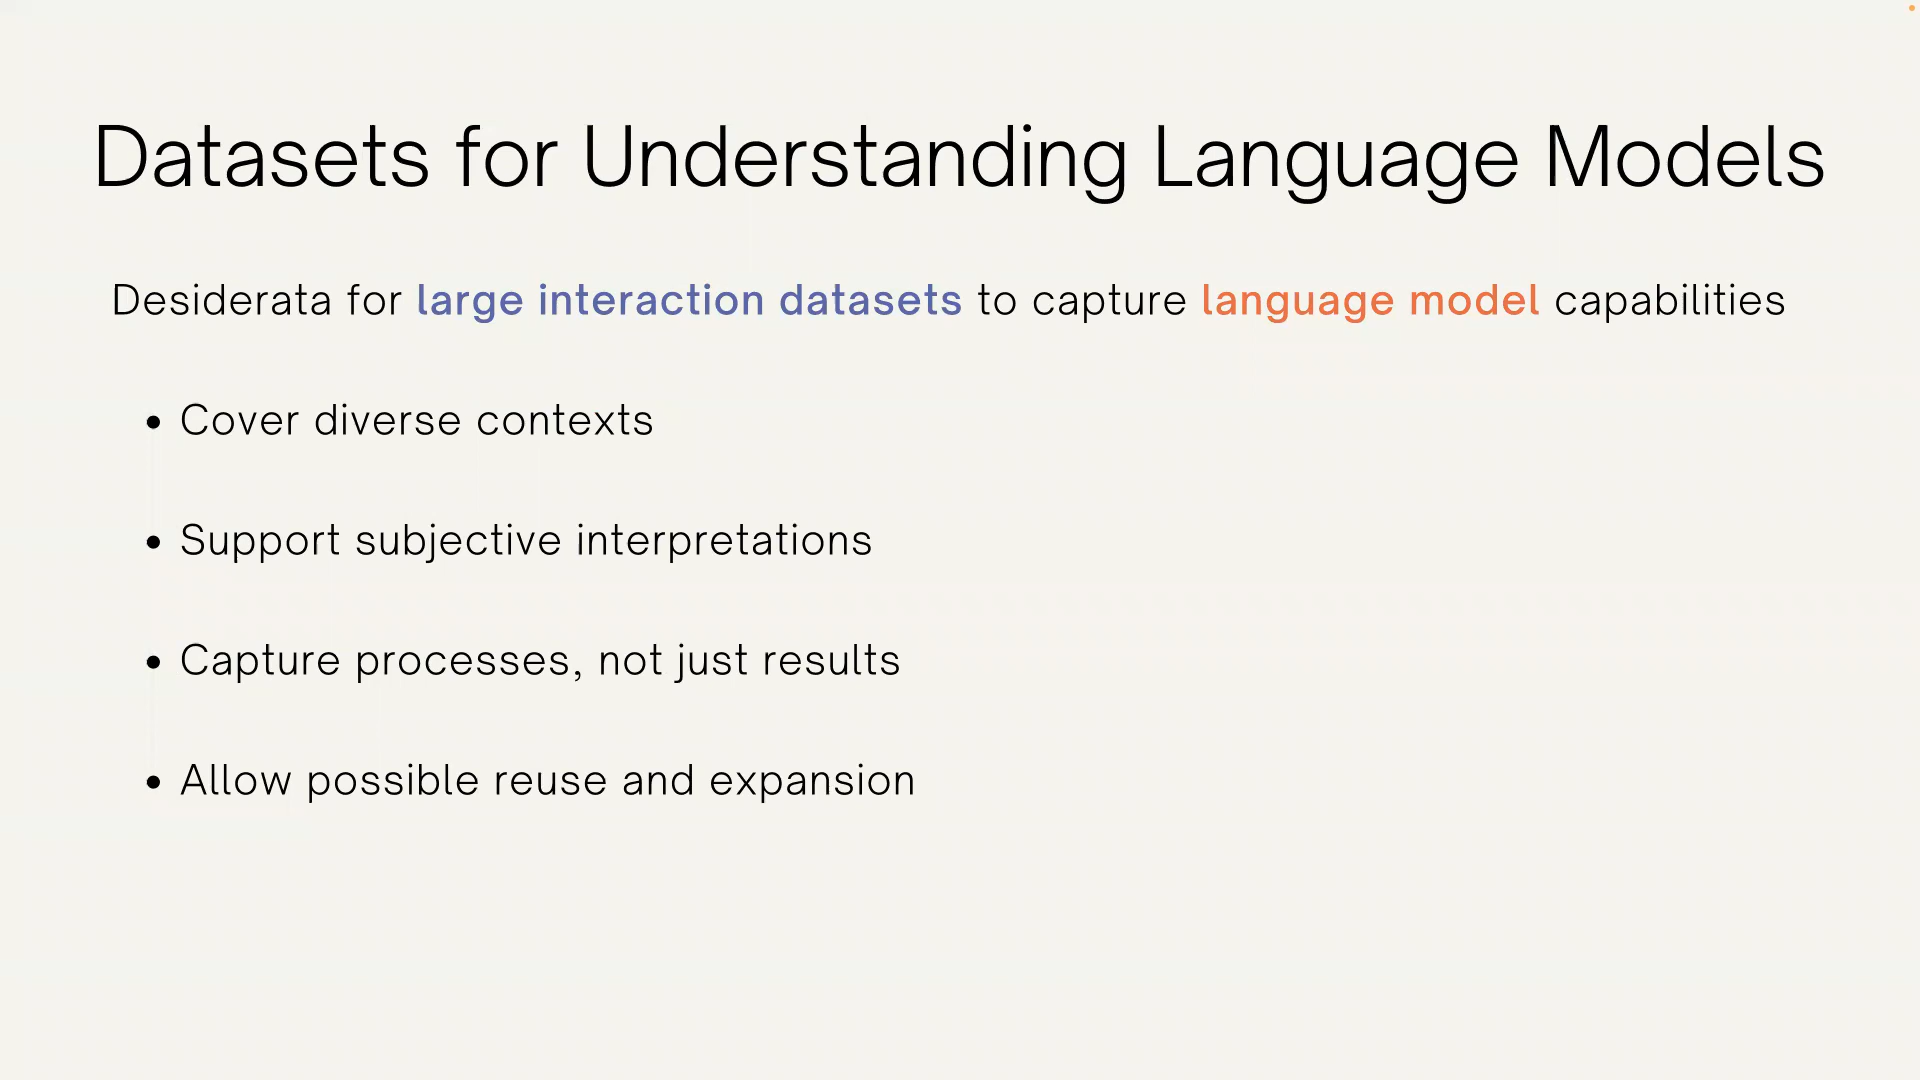 Datasets for Understanding Language Models
Desiderata for large interaction datasets to capture language model capabilities
• Cover diverse contexts
• Support subjective interpretations
• Capture processes, not just results
• Allow possible reuse and expansion